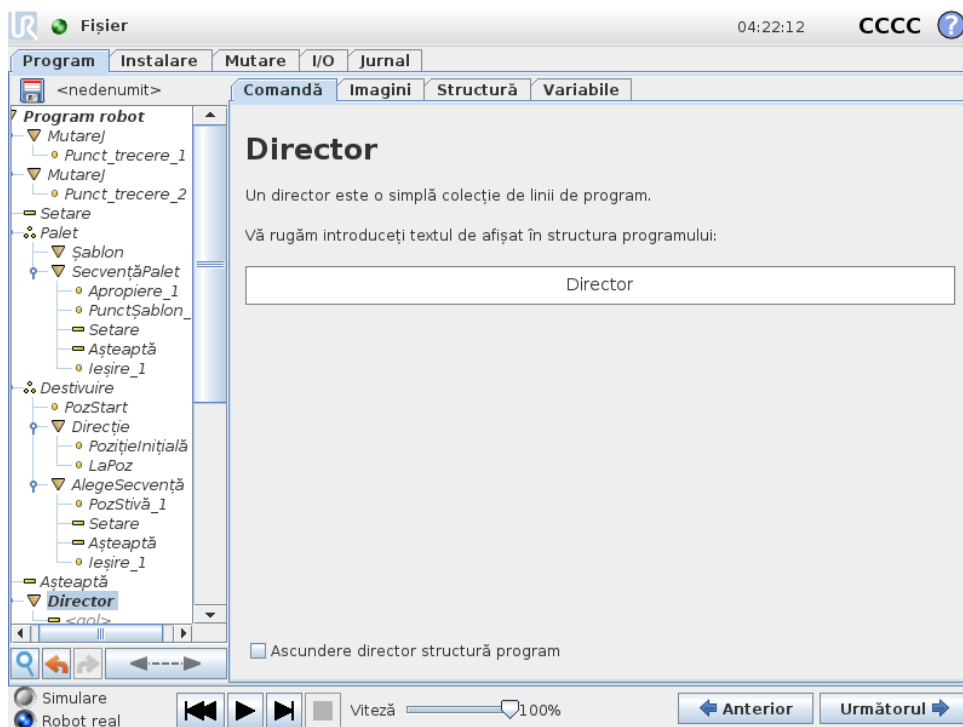 UR
Fișier
04:22:12
CCCC
?
Program
Instalare
Mutare
I/O
Jurnal
<nedenumit>
Comandă
Imagini
Structură
Variabile
Program robot
MutareJ
Punct_trecere_1
MutareJ
Punct_trecere_2
Setare
Palet
Șablon
SecvențăPalet
Apropiere_1
PunctȘablon_
Setare
Așteaptă
Ieșire_1
Destivuire
PozStart
Direcție
PozițieInițială
LaPoz
AlegeSecvență
PozStivă_1
Setare
Așteaptă
Ieșire_1
Așteaptă
Director
<gol>
Director
Un director este o simplă colecție de linii de program.
Vă rugăm introduceți textul de afișat în structura programului:
Director
Ascundere director structură program
Simulare
Robot real
Viteză
100%
Anterior
Următorul